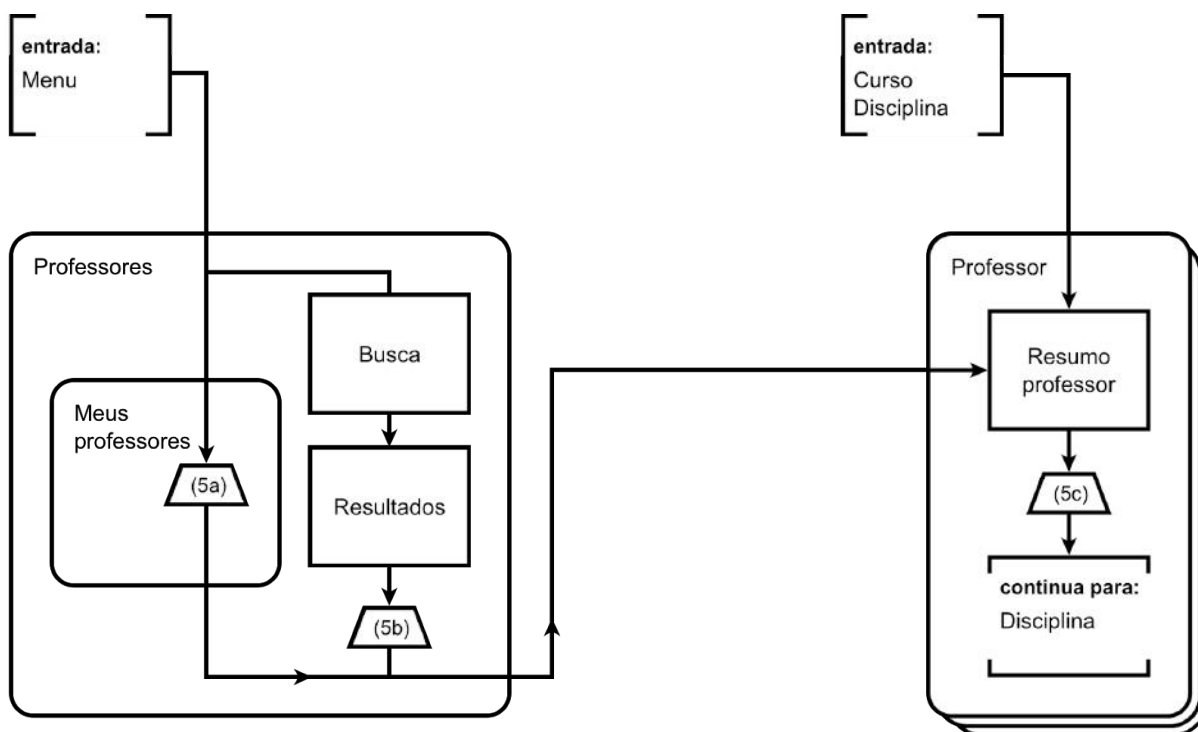 entrada:
Menu
entrada:
Curso
Disciplina
Professores
Busca
Meus
professores
(5a)
Resultados
(5b)
Professor
Resumo
professor
(5c)
continua para:
Disciplina